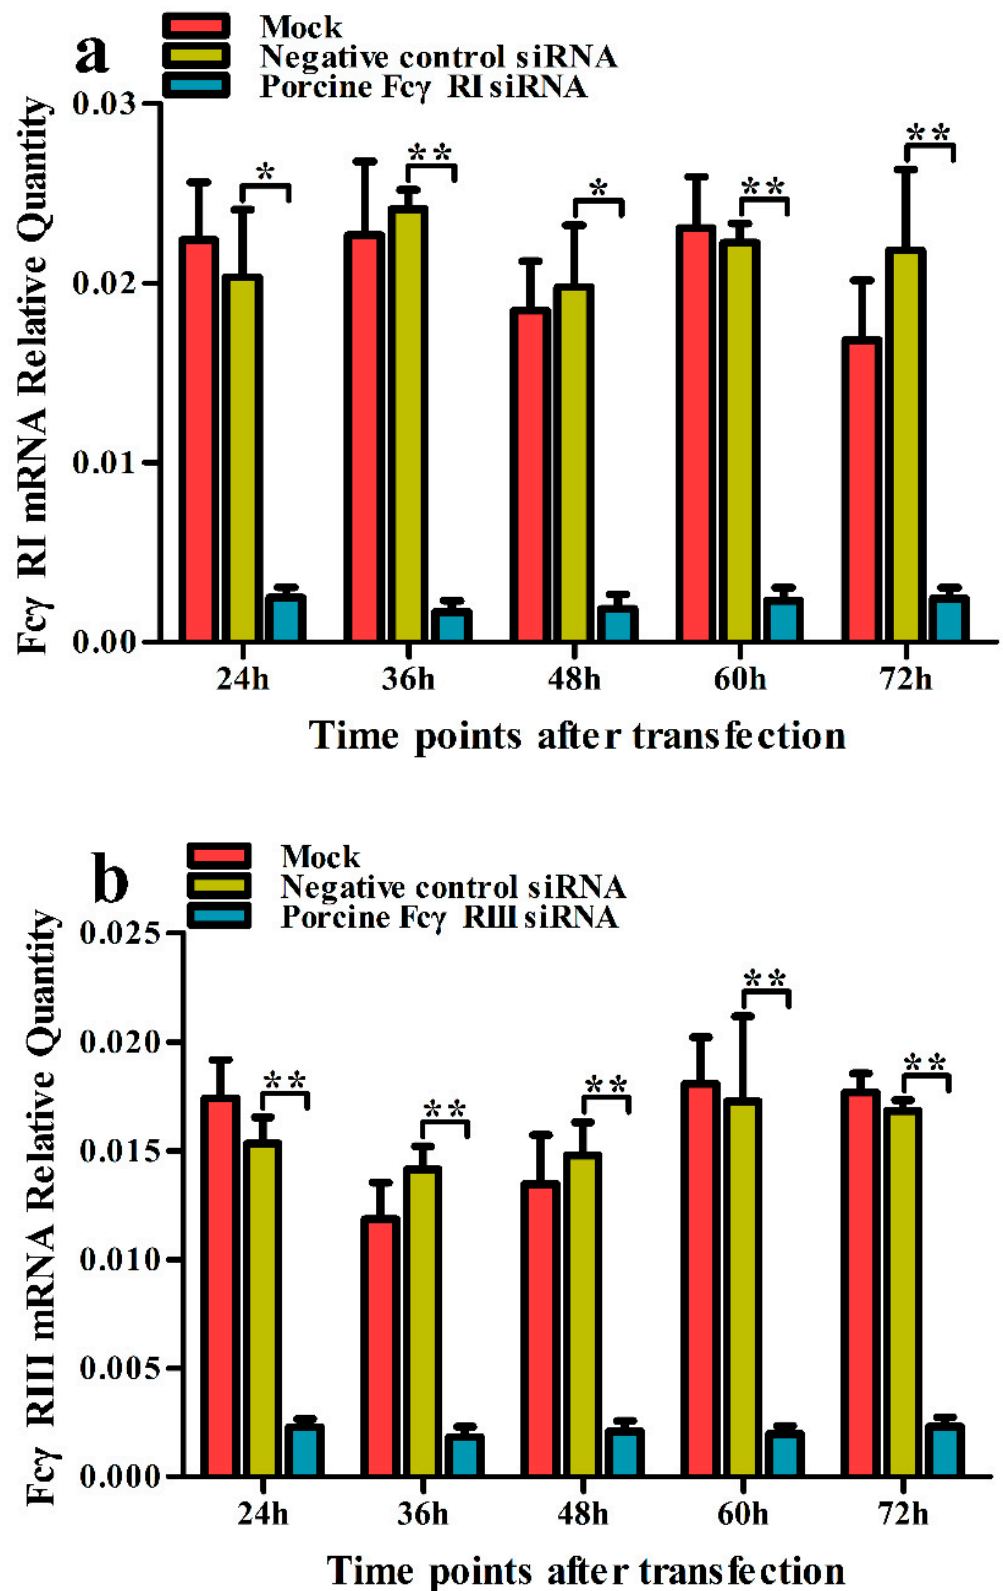 a
Mock
Negative control siRNA
Porcine Fcγ RI siRNA
Fcγ RI mRNA Relative Quantity
0.03
0.02
0.01
0.00
* ** * ** **
24h 36h 48h 60h 72h
Time points after transfection
b
Mock
Negative control siRNA
Porcine Fcγ RIII siRNA
Fcγ RIII mRNA Relative Quantity
0.025
0.020
0.015
0.010
0.005
0.000
** ** ** ** **
24h 36h 48h 60h 72h
Time points after transfection